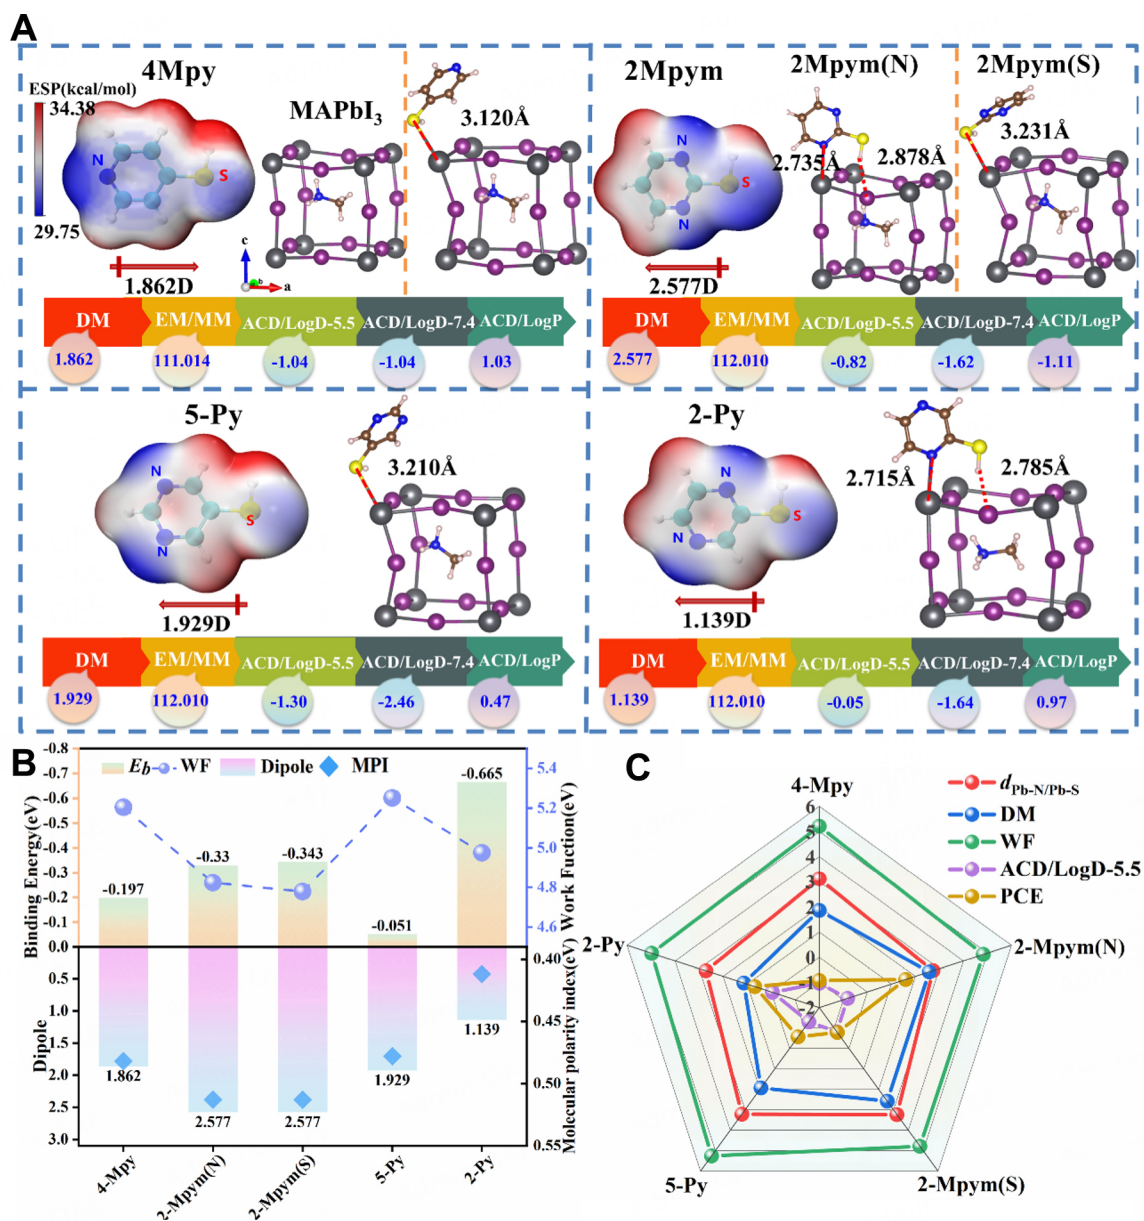 A
4Mpy
ESP(kcal/mol)
34.38
29.75
N
S
1.862D
MAPbI3
c
b
a
3.120Å
DM EM/MM ACD/LogD-5.5 ACD/LogD-7.4 ACD/LogP
1.862 111.014 -1.04 -1.04 1.03
2Mpym
N
N
S
2.577D
2Mpym(N)
2.735Å
2.878Å
2Mpym(S)
3.231Å
DM EM/MM ACD/LogD-5.5 ACD/LogD-7.4 ACD/LogP
2.577 112.010 -0.82 -1.62 -1.11
5-Py
N
N
S
1.929D
3.210Å
DM EM/MM ACD/LogD-5.5 ACD/LogD-7.4 ACD/LogP
1.929 112.010 -1.30 -2.46 0.47
2-Py
N
N
S
1.139D
2.715Å
2.785Å
DM EM/MM ACD/LogD-5.5 ACD/LogD-7.4 ACD/LogP
1.139 112.010 -0.05 -1.64 0.97
B
Eb WF Dipole MPI
Binding Energy(eV)
-0.8
-0.7
-0.6
-0.5
-0.4
-0.3
-0.2
-0.1
0.0
Dipole
0.5
1.0
1.5
2.0
2.5
3.0
-0.197
-0.33
-0.343
-0.051
-0.665
1.862
2.577
2.577
1.929
1.139
Work Fuction(eV)
5.4
5.2
5.0
4.8
4.6
Moleccular polarity index(eV)
0.40
0.45
0.50
0.55
4-Mpy
2-Mpym(N)
2-Mpym(S)
5-Py
2-Py
C
4-Mpy
2-Mpym(N)
2-Mpym(S)
5-Py
2-Py
6
5
4
3
2
1
0
-1
-2
dPb-N/Pb-S
DM
WF
ACD/LogD-5.5
PCE